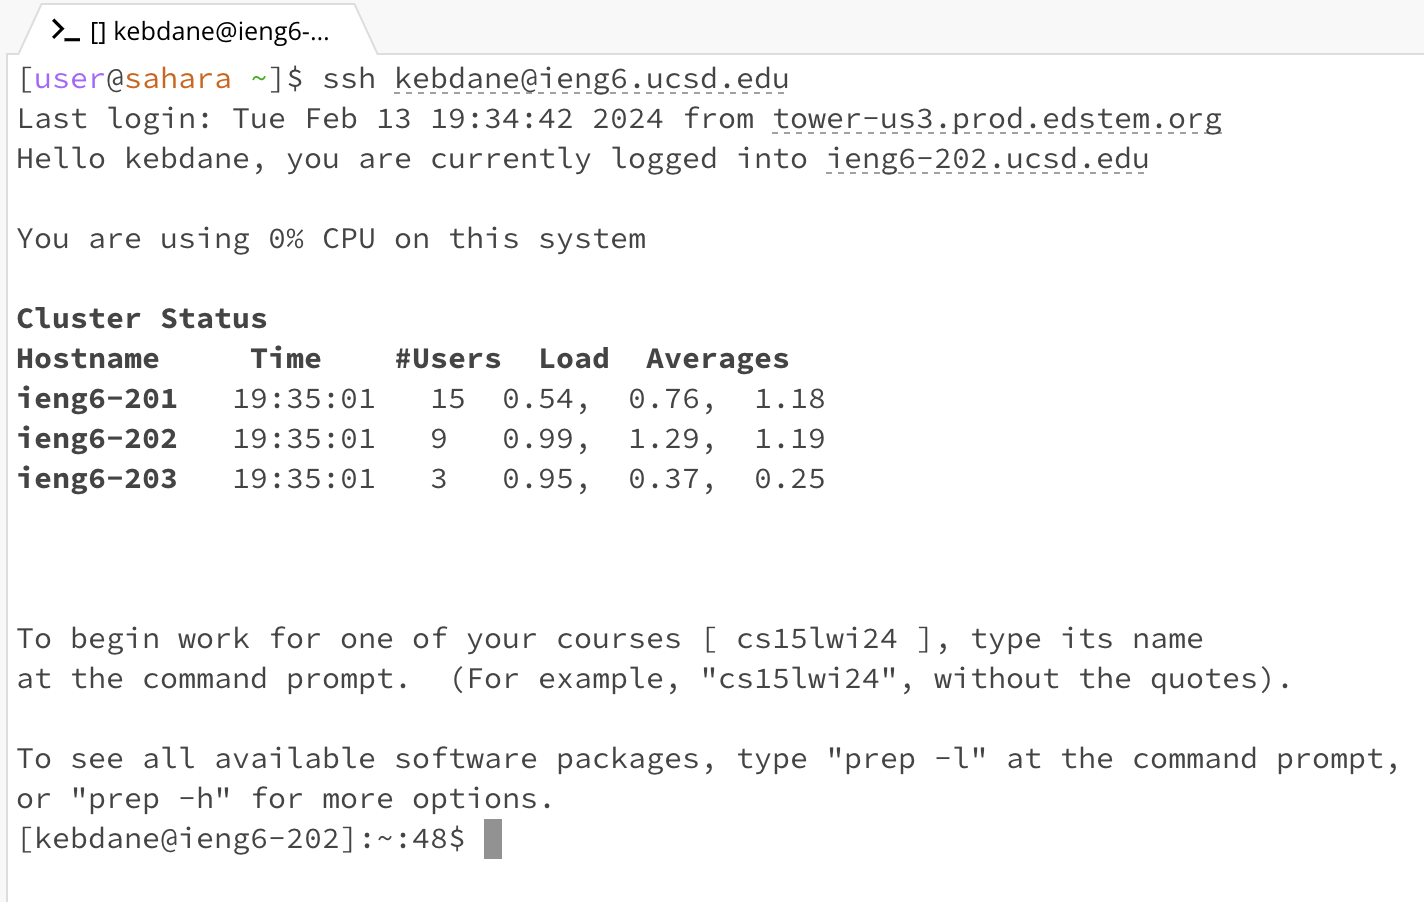 >_ [] kebdane@ieng6-...
[user@sahara ~]$ ssh kebdane@ieng6.ucsd.edu
Last login: Tue Feb 13 19:34:42 2024 from tower-us3.prod.edstem.org
Hello kebdane, you are currently logged into ieng6-202.ucsd.edu
You are using 0% CPU on this system
Cluster Status
Hostname     Time    #Users  Load  Averages
ieng6-201   19:35:01   15  0.54,  0.76,  1.18
ieng6-202   19:35:01   9   0.99,  1.29,  1.19
ieng6-203   19:35:01   3   0.95,  0.37,  0.25
To begin work for one of your courses [ cs15lwi24 ], type its name
at the command prompt.  (For example, "cs15lwi24", without the quotes).
To see all available software packages, type "prep -l" at the command prompt,
or "prep -h" for more options.
[kebdane@ieng6-202]:~:48$